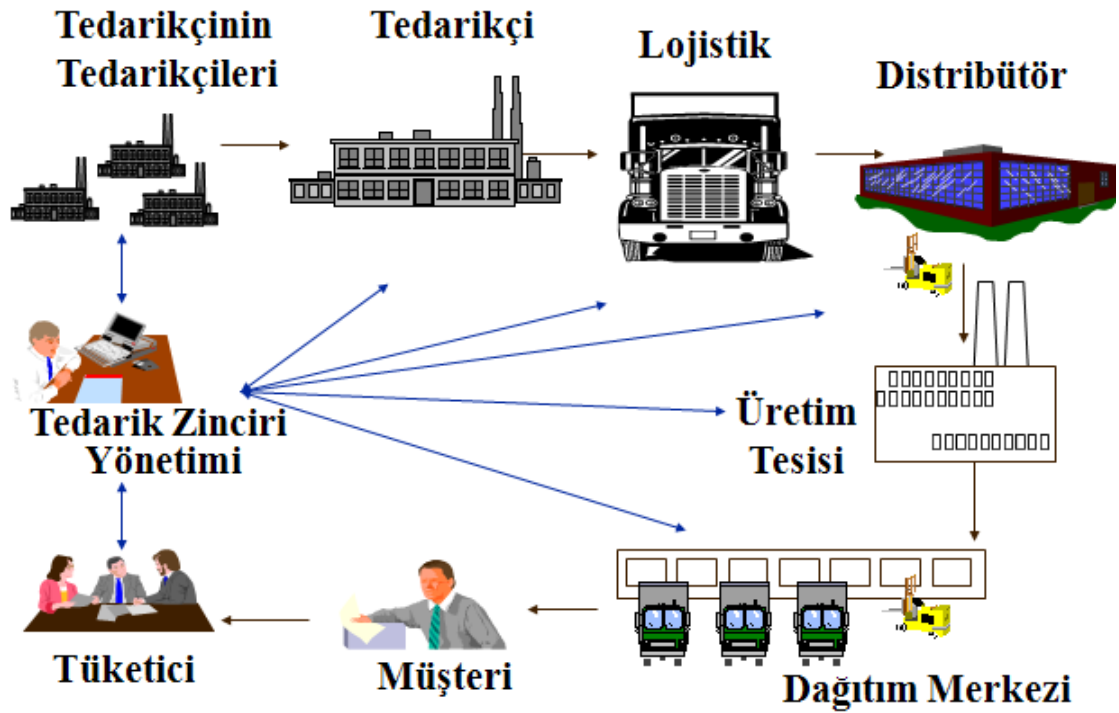 Tedarikçinin
Tedarikçileri
Tedarikçi
Lojistik
Distribütör
Tedarik Zinciri
Yönetimi
Üretim
Tesisi
Tüketici
Müşteri
Dağıtım Merkezi